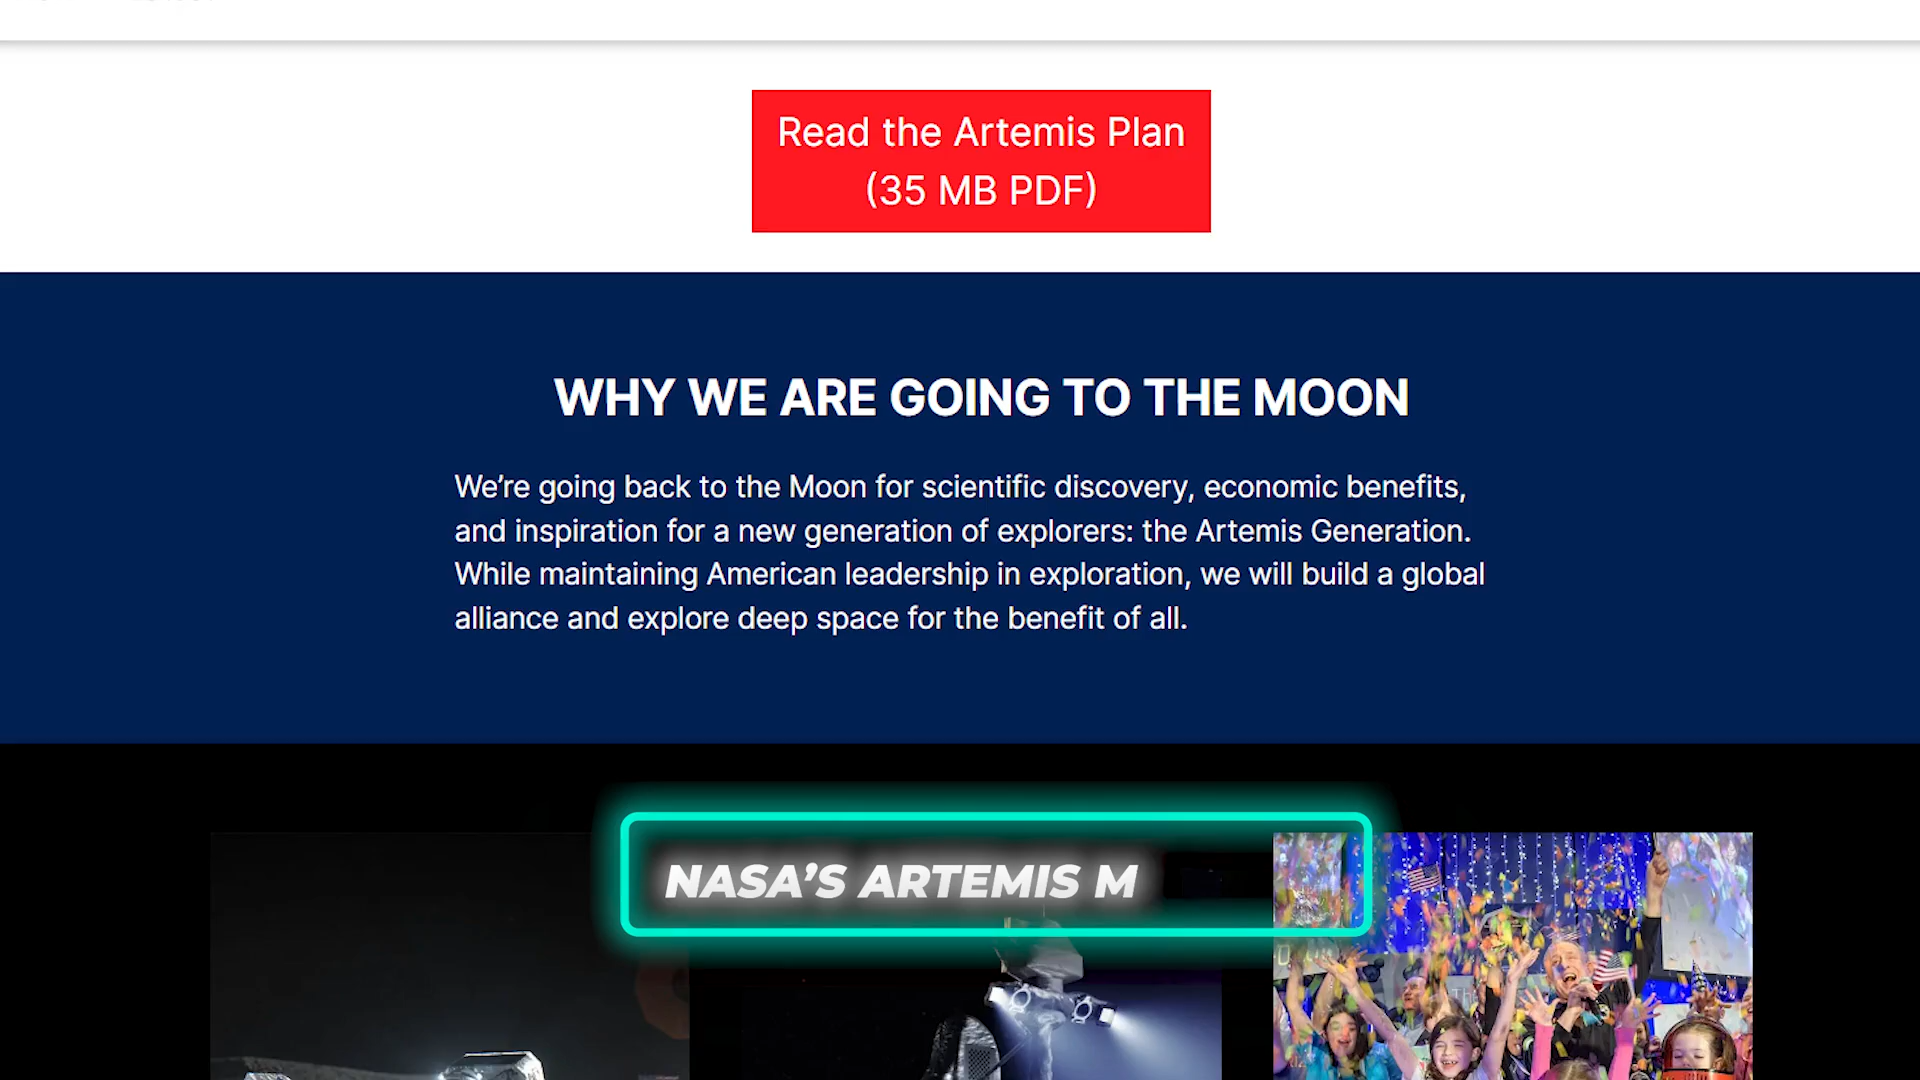 Read the Artemis Plan
(35 MB PDF)
WHY WE ARE GOING TO THE MOON
We’re going back to the Moon for scientific discovery, economic benefits,
and inspiration for a new generation of explorers: the Artemis Generation.
While maintaining American leadership in exploration, we will build a global
alliance and explore deep space for the benefit of all.
NASA’S ARTEMIS M